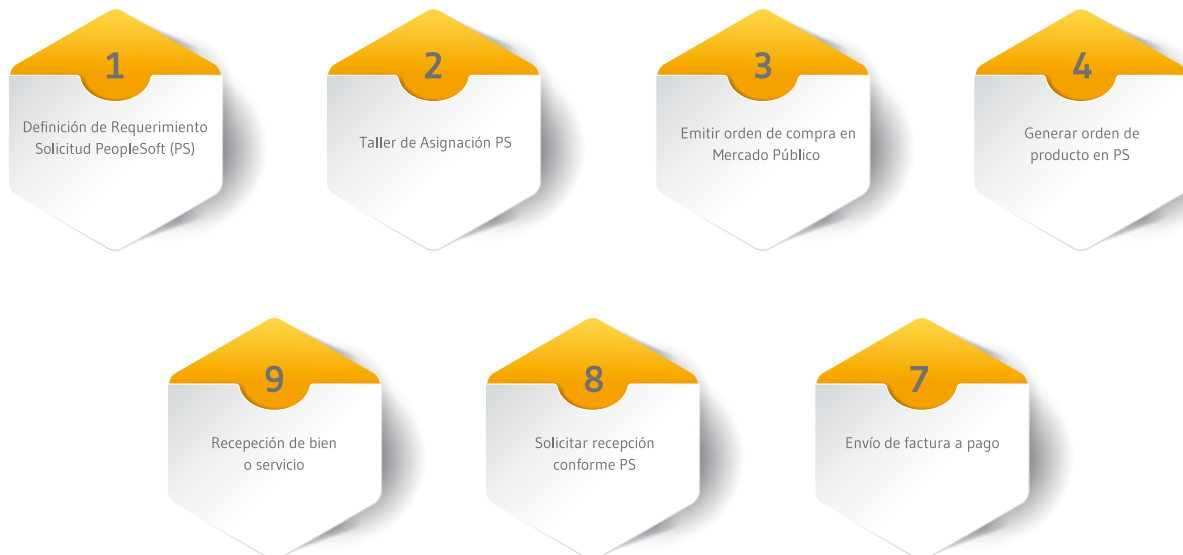 1
Definición de Requerimiento
Solicitud PeopleSoft (PS)
2
Taller de Asignación PS
3
Emitir orden de compra en
Mercado Público
4
Generar orden de
producto en PS
9
Recepeción de bien
o servicio
8
Solicitar recepción
conforme PS
7
Envío de factura a pago